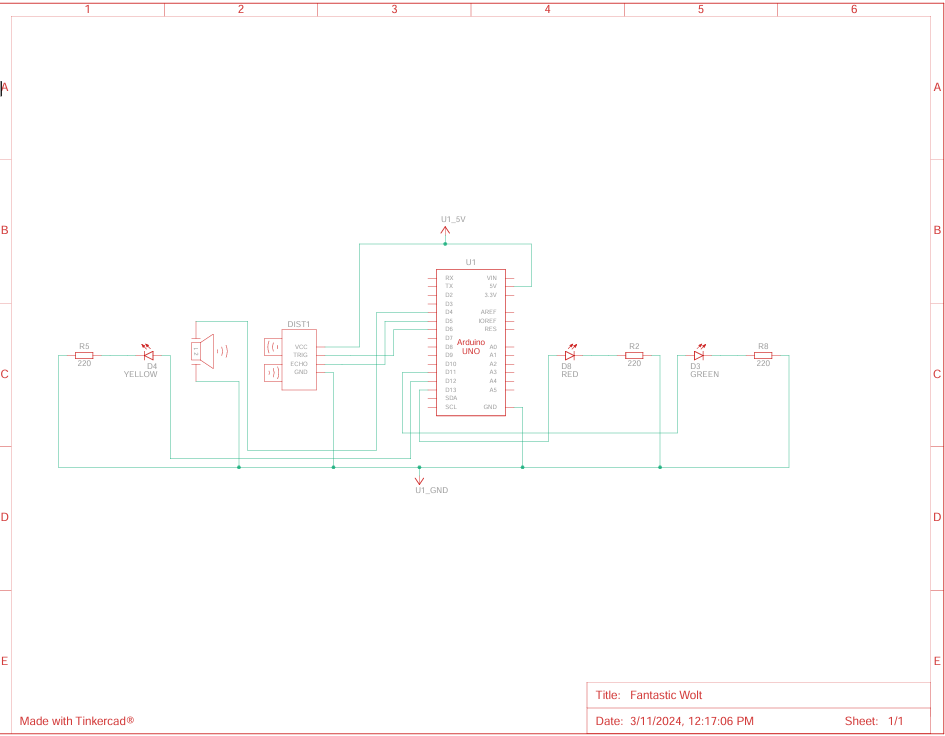 1 2 3 4 5 6
A A
U1_5V
B B
U1
RX VIN
TX 5V
D2 3.3V
D3
D4 AREF
D5 IOREF
D6 RES
D7
D8 A0
D9 A1
D10 A2
D11 A3
D12 A4
D13 A5
SDA
SCL GND
Arduino
UNO
DIST1
VCC
TRIG
ECHO
GND
R5
220
D4
YELLOW
D8
RED
R2
220
D3
GREEN
R8
220
C C
U1_GND
D D
E E
Title: Fantastic Wolt
Made with Tinkercad®
Date: 3/11/2024, 12:17:06 PM Sheet: 1/1